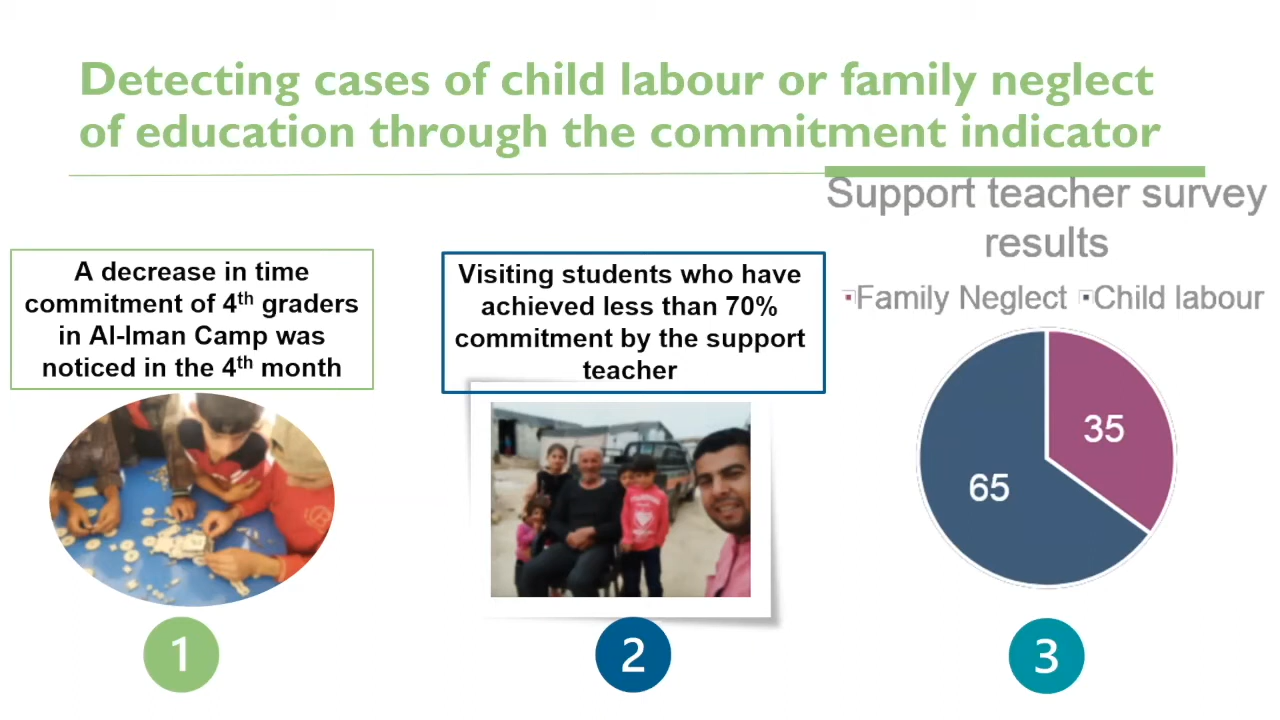 Detecting cases of child labour or family neglect
of education through the commitment indicator
A decrease in time
commitment of 4th graders
in Al-Iman Camp was
noticed in the 4th month
1
Visiting students who have
achieved less than 70%
commitment by the support
teacher
2
Support teacher survey
results
Family Neglect Child labour
35
65
3